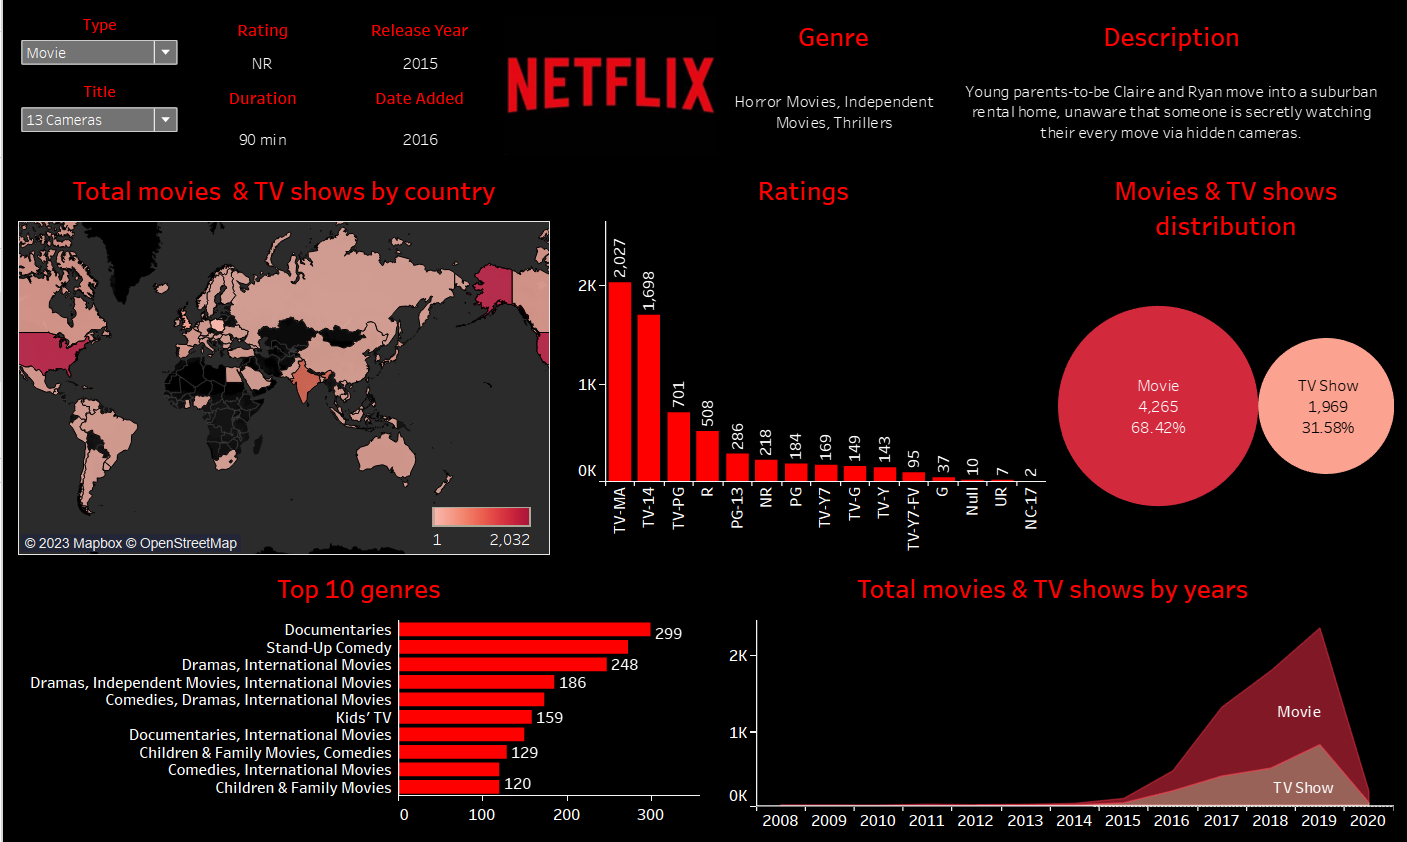 Type
Movie
Title
13 Cameras
Rating
NR
Duration
90 min
Release Year
2015
Date Added
2016
NETFLIX
Genre
Horror Movies, Independent
Movies, Thrillers
Description
Young parents-to-be Claire and Ryan move into a suburban
rental home, unaware that someone is secretly watching
their every move via hidden cameras.
Total movies & TV shows by country
1
2,032
© 2023 Mapbox © OpenStreetMap
Ratings
2K
1K
0K
2,027
1,698
701
508
286
218
184
169
149
143
95
37
10
7
2
TV-MA
TV-14
TV-PG
R
PG-13
NR
PG
TV-Y7
TV-G
TV-Y
TV-Y7-FV
G
Null
UR
NC-17
Movies & TV shows
distribution
Movie
4,265
68.42%
TV Show
1,969
31.58%
Top 10 genres
Documentaries 299
Stand-Up Comedy
Dramas, International Movies 248
Dramas, Independent Movies, International Movies 186
Comedies, Dramas, International Movies
Kids' TV 159
Documentaries, International Movies
Children & Family Movies, Comedies 129
Comedies, International Movies
Children & Family Movies 120
0 100 200 300
Total movies & TV shows by years
2K
1K
0K
Movie
TV Show
2008 2009 2010 2011 2012 2013 2014 2015 2016 2017 2018 2019 2020